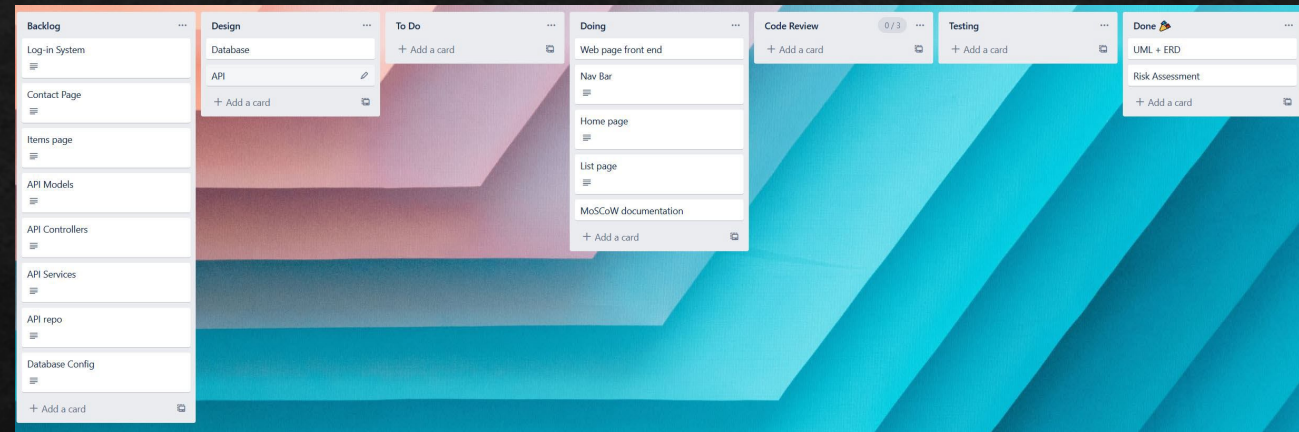 Backlog
Log-in System
Contact Page
Items page
API Models
API Controllers
API Services
API repo
Database Config
+ Add a card
Design
Database
API
+ Add a card
To Do
+ Add a card
Doing
Web page front end
Nav Bar
Home page
List page
MoSCoW documentation
+ Add a card
Code Review 0 / 3
+ Add a card
Testing
+ Add a card
Done 🎉
UML + ERD
Risk Assessment
+ Add a card